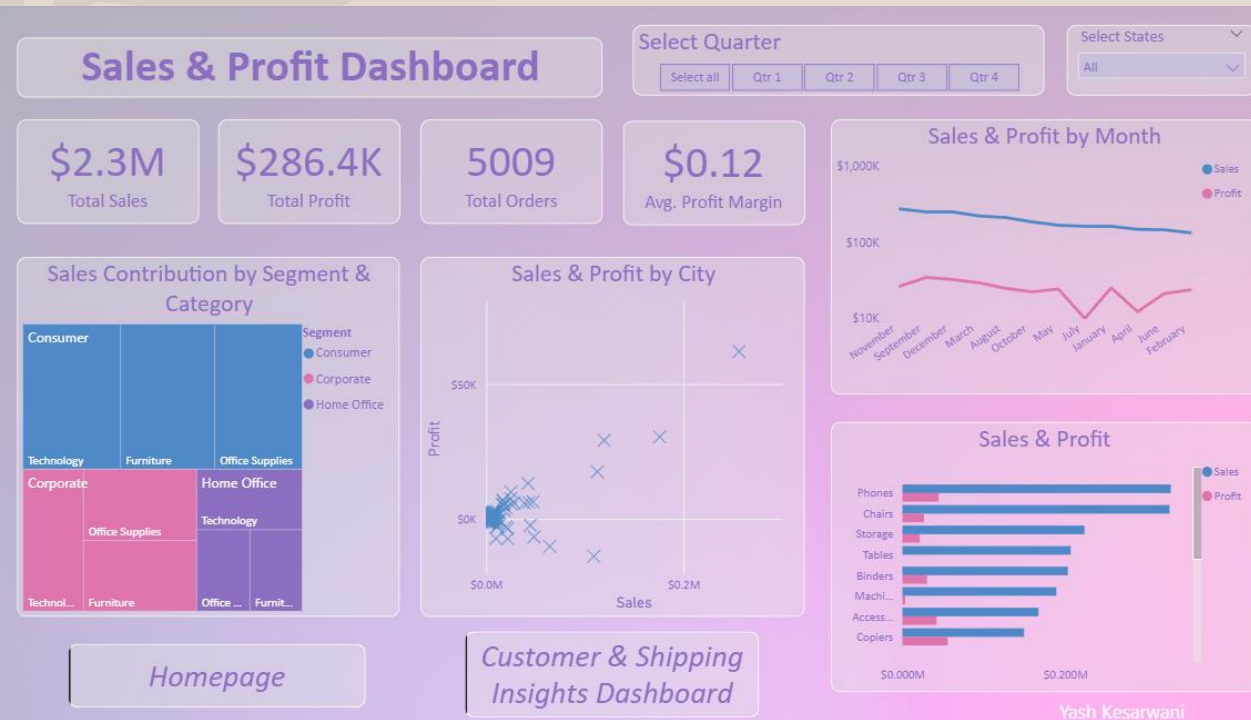 Sales & Profit Dashboard
Select Quarter
Select all Qtr 1 Qtr 2 Qtr 3 Qtr 4
Select States
All
$2.3M
Total Sales
$286.4K
Total Profit
5009
Total Orders
$0.12
Avg. Profit Margin
Sales & Profit by Month
$1,000K
$100K
$10K
Sales
Profit
November September December March August October May July January April June February
Sales Contribution by Segment &
Category
Segment
Consumer
Corporate
Home Office
Consumer
Technology Furniture Office Supplies
Corporate
Office Supplies
Technol... Furniture
Home Office
Technology
Office ... Furnit...
Sales & Profit by City
Profit
$50K
$0K
$0.0M $0.2M
Sales
Sales & Profit
Sales
Profit
Phones
Chairs
Storage
Tables
Binders
Machi...
Access...
Copiers
$0.000M $0.200M
Homepage
Customer & Shipping
Insights Dashboard
Yash Kesarwani